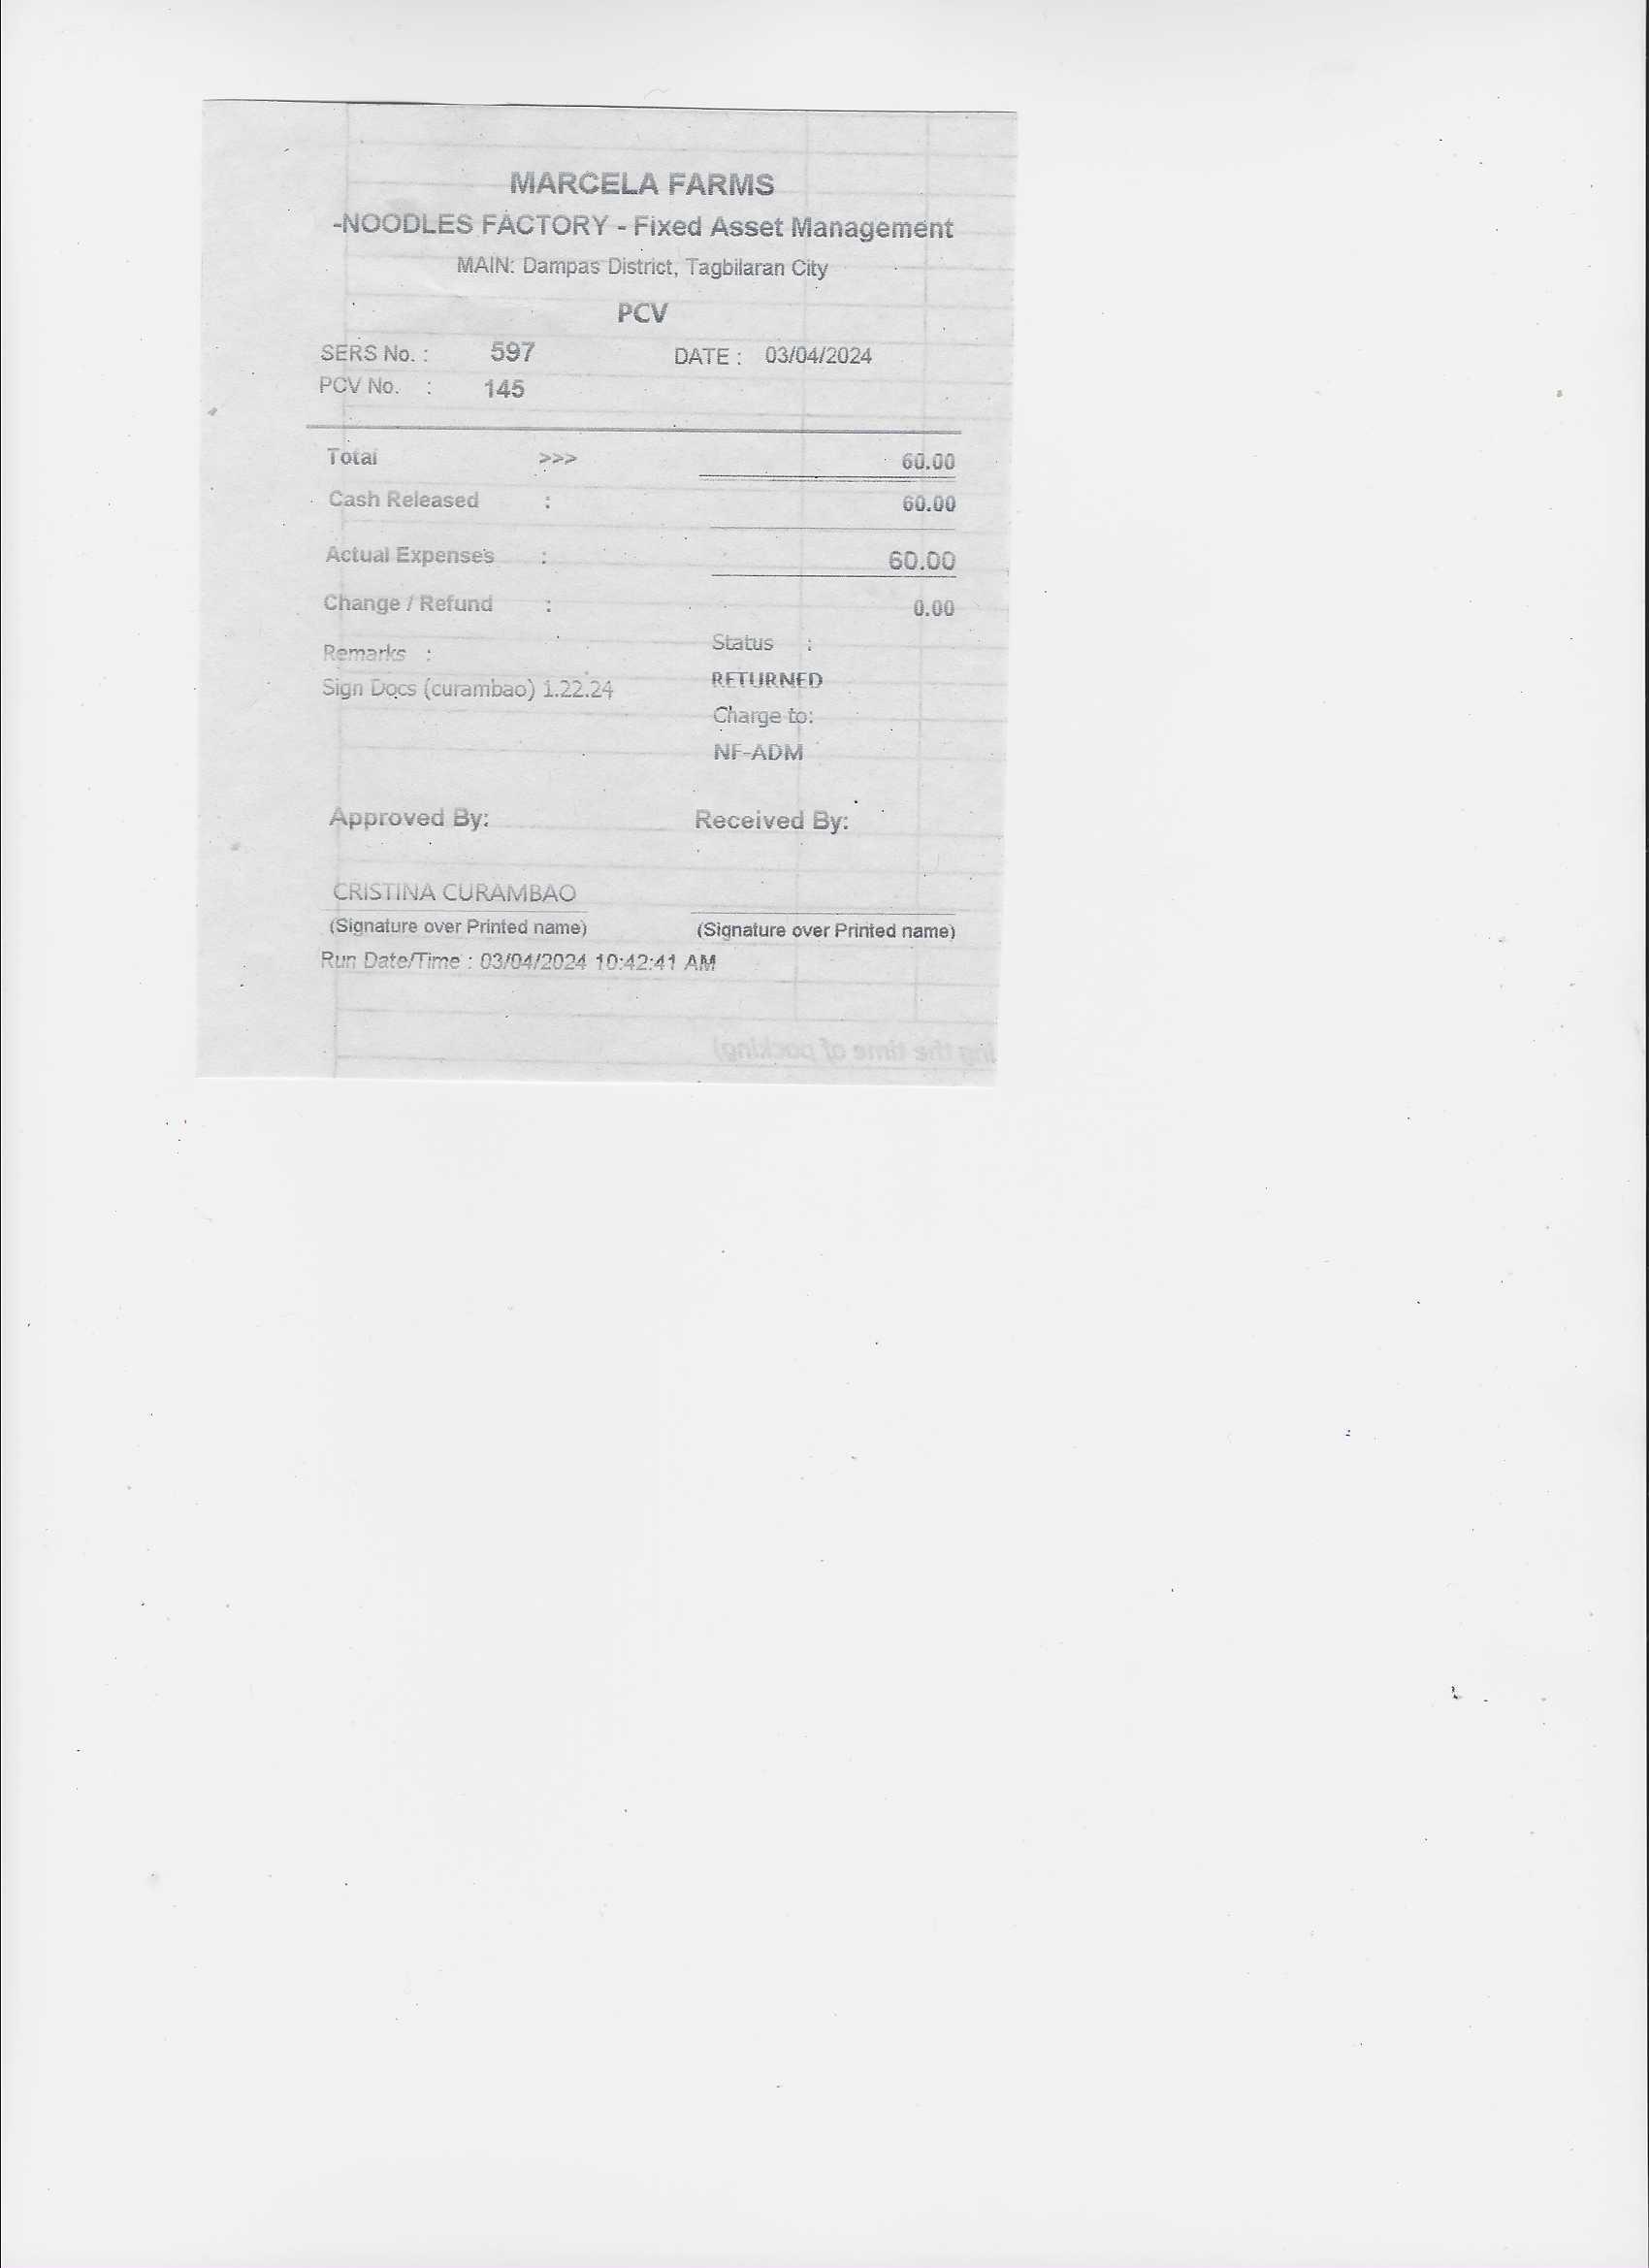 MARCELA FARMS
-NOODLES FACTORY - Fixed Asset Management
MAIN: Dampas District, Tagbilaran City
PCV
SERS No. : 597 DATE : 03/04/2024
PCV No. : 145
Total >>> 60.00
Cash Released : 60.00
Actual Expenses : 60.00
Change / Refund : 0.00
Remarks : Status :
Sign Docs (curambao) 1.22.24 RETURNED
Charge to:
NF-ADM
Approved By: Received By:
CRISTINA CURAMBAO
(Signature over Printed name) (Signature over Printed name)
Run Date/Time : 03/04/2024 10:42:41 AM
ing the time of packing)